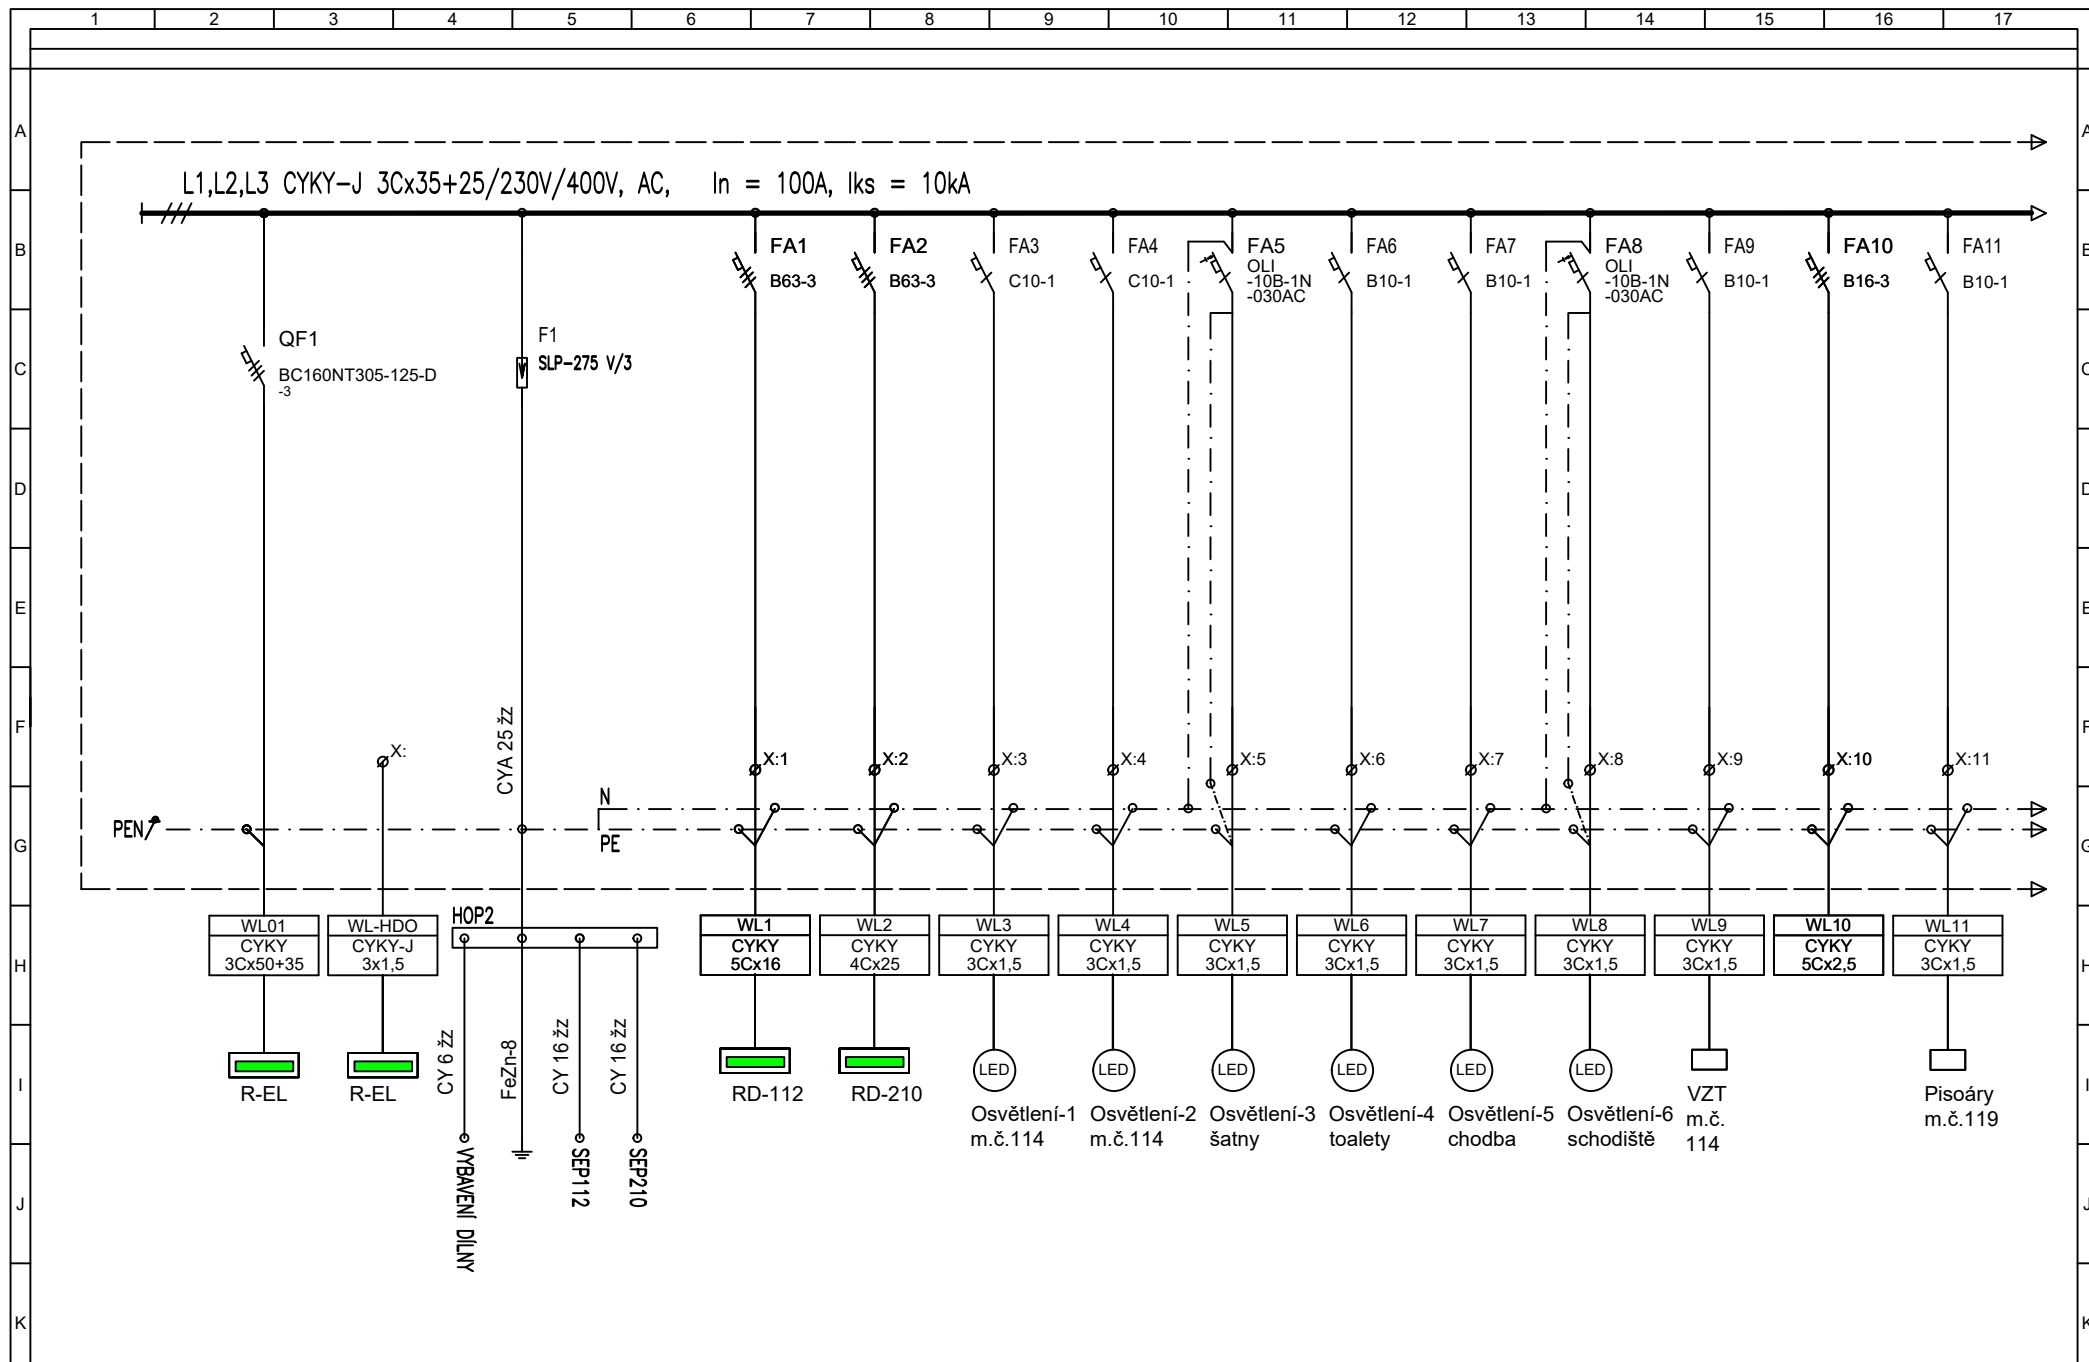 1 2 3 4 5 6 7 8 9 10 11 12 13 14 15 16 17
A A
L1,L2,L3 CYKY-J 3Cx35+25/230V/400V, AC, In = 100A, Iks = 10kA
B B
FA1
B63-3
FA2
B63-3
FA3
C10-1
FA4
C10-1
FA5
OLI
-10B-1N
-030AC
FA6
B10-1
FA7
B10-1
FA8
OLI
-10B-1N
-030AC
FA9
B10-1
FA10
B16-3
FA11
B10-1
C C
QF1
BC160NT305-125-D
-3
F1
SLP-275 V/3
D D
E E
F F
CYA 25 žz
X: X:1 X:2 X:3 X:4 X:5 X:6 X:7 X:8 X:9 X:10 X:11
G G
PEN
N
PE
H H
WL01
CYKY
3Cx50+35
WL-HDO
CYKY-J
3x1,5
HOP2
WL1
CYKY
5Cx16
WL2
CYKY
4Cx25
WL3
CYKY
3Cx1,5
WL4
CYKY
3Cx1,5
WL5
CYKY
3Cx1,5
WL6
CYKY
3Cx1,5
WL7
CYKY
3Cx1,5
WL8
CYKY
3Cx1,5
WL9
CYKY
3Cx1,5
WL10
CYKY
5Cx2,5
WL11
CYKY
3Cx1,5
I I
R-EL
R-EL
CY 6 žz
FeZn-8
CY 16 žz
CY 16 žz
RD-112
RD-210
LED
Osvětlení-1
m.č.114
LED
Osvětlení-2
m.č.114
LED
Osvětlení-3
šatny
LED
Osvětlení-4
toalety
LED
Osvětlení-5
chodba
LED
Osvětlení-6
schodiště
VZT
m.č.
114
Pisoáry
m.č.119
J J
VYBAVENÍ DÍLNY
SEP112
SEP210
K K